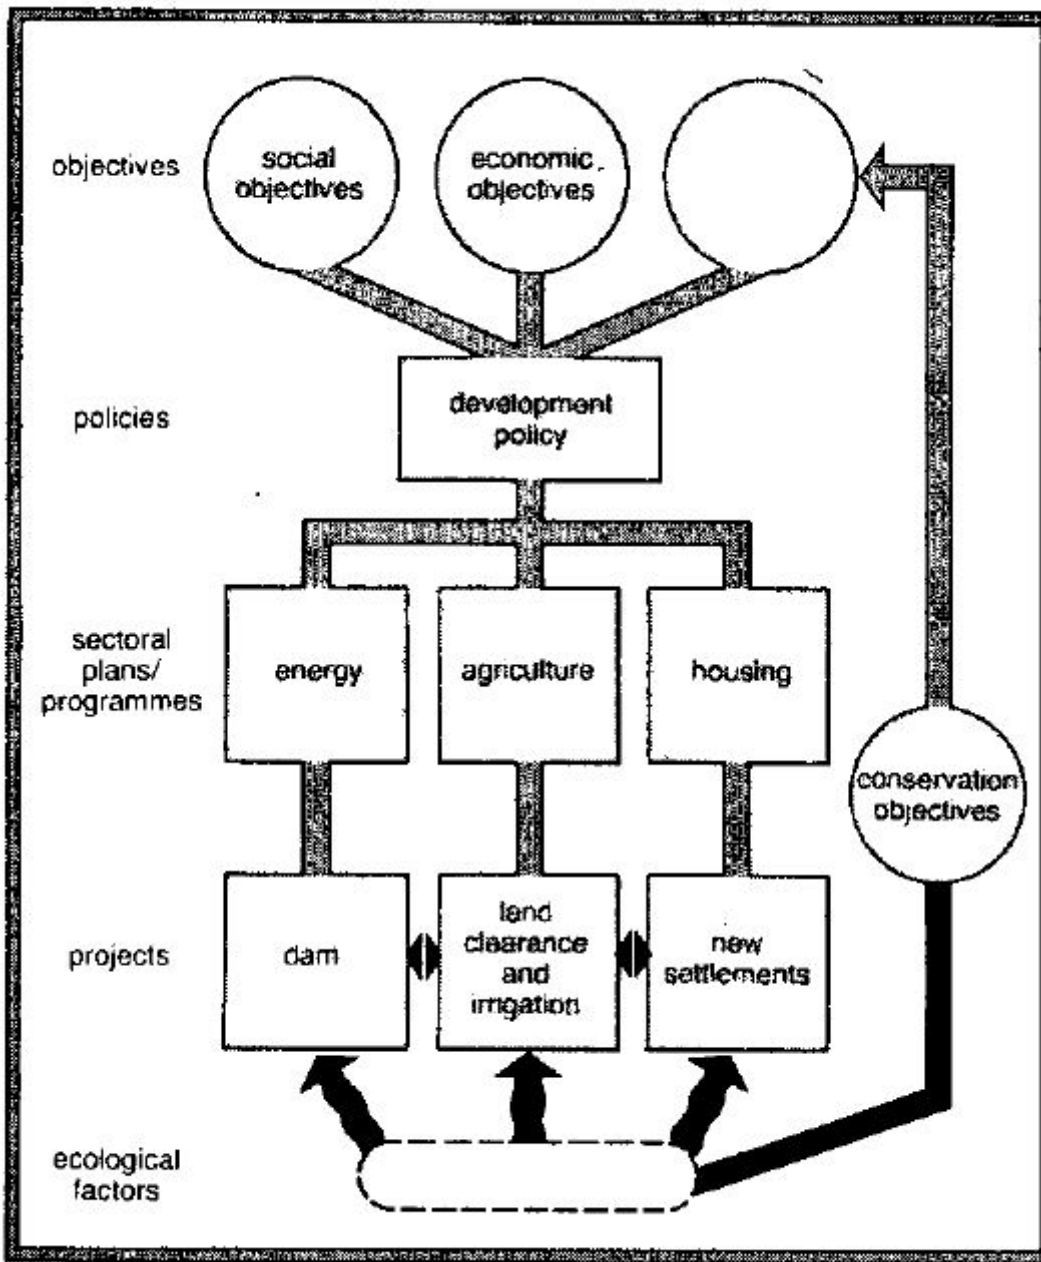 objectives
social
objectives
economic
objectives
policies
development
policy
sectoral
plans/
programmes
energy
agriculture
housing
conservation
objectives
projects
dam
land
clearance
and
irrigation
new
settlements
ecological
factors